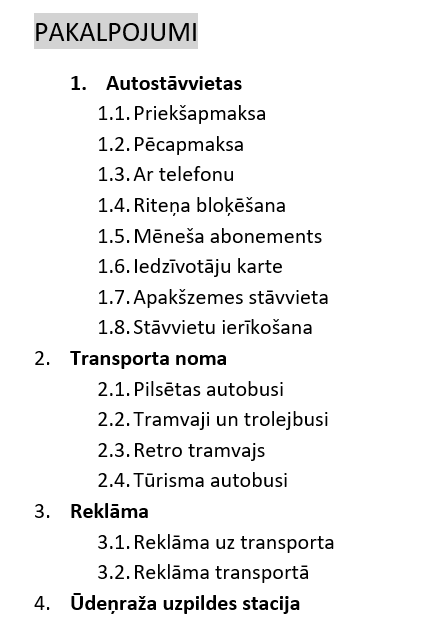 PAKALPOJUMI
1. Autostāvvietas
1.1. Priekšapmaksa
1.2. Pēcapmaksa
1.3. Ar telefonu
1.4. Riteņa bloķēšana
1.5. Mēneša abonements
1.6. Iedzīvotāju karte
1.7. Apakšzemes stāvvieta
1.8. Stāvvietu ierīkošana
2. Transporta noma
2.1. Pilsētas autobusi
2.2. Tramvaji un trolejbusi
2.3. Retro tramvajs
2.4. Tūrisma autobusi
3. Reklāma
3.1. Reklāma uz transporta
3.2. Reklāma transportā
4. Ūdeņraža uzpildes stacija